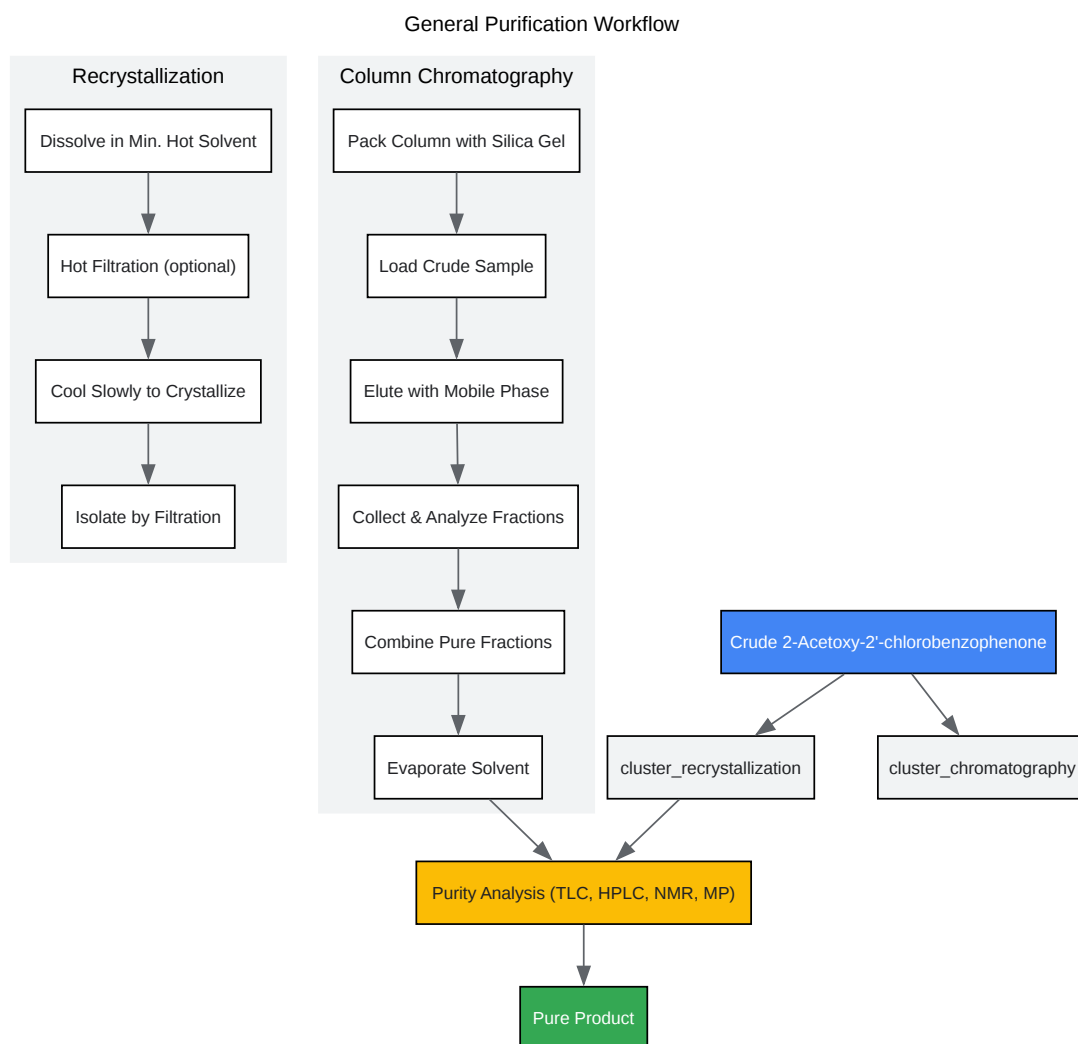 General Purification Workflow
Recrystallization
Dissolve in Min. Hot Solvent
Hot Filtration (optional)
Cool Slowly to Crystallize
Isolate by Filtration
Column Chromatography
Pack Column with Silica Gel
Load Crude Sample
Elute with Mobile Phase
Collect & Analyze Fractions
Combine Pure Fractions
Evaporate Solvent
Crude 2-Acetoxy-2'-chlorobenzophenone
cluster_recrystallization
cluster_chromatography
Purity Analysis (TLC, HPLC, NMR, MP)
Pure Product